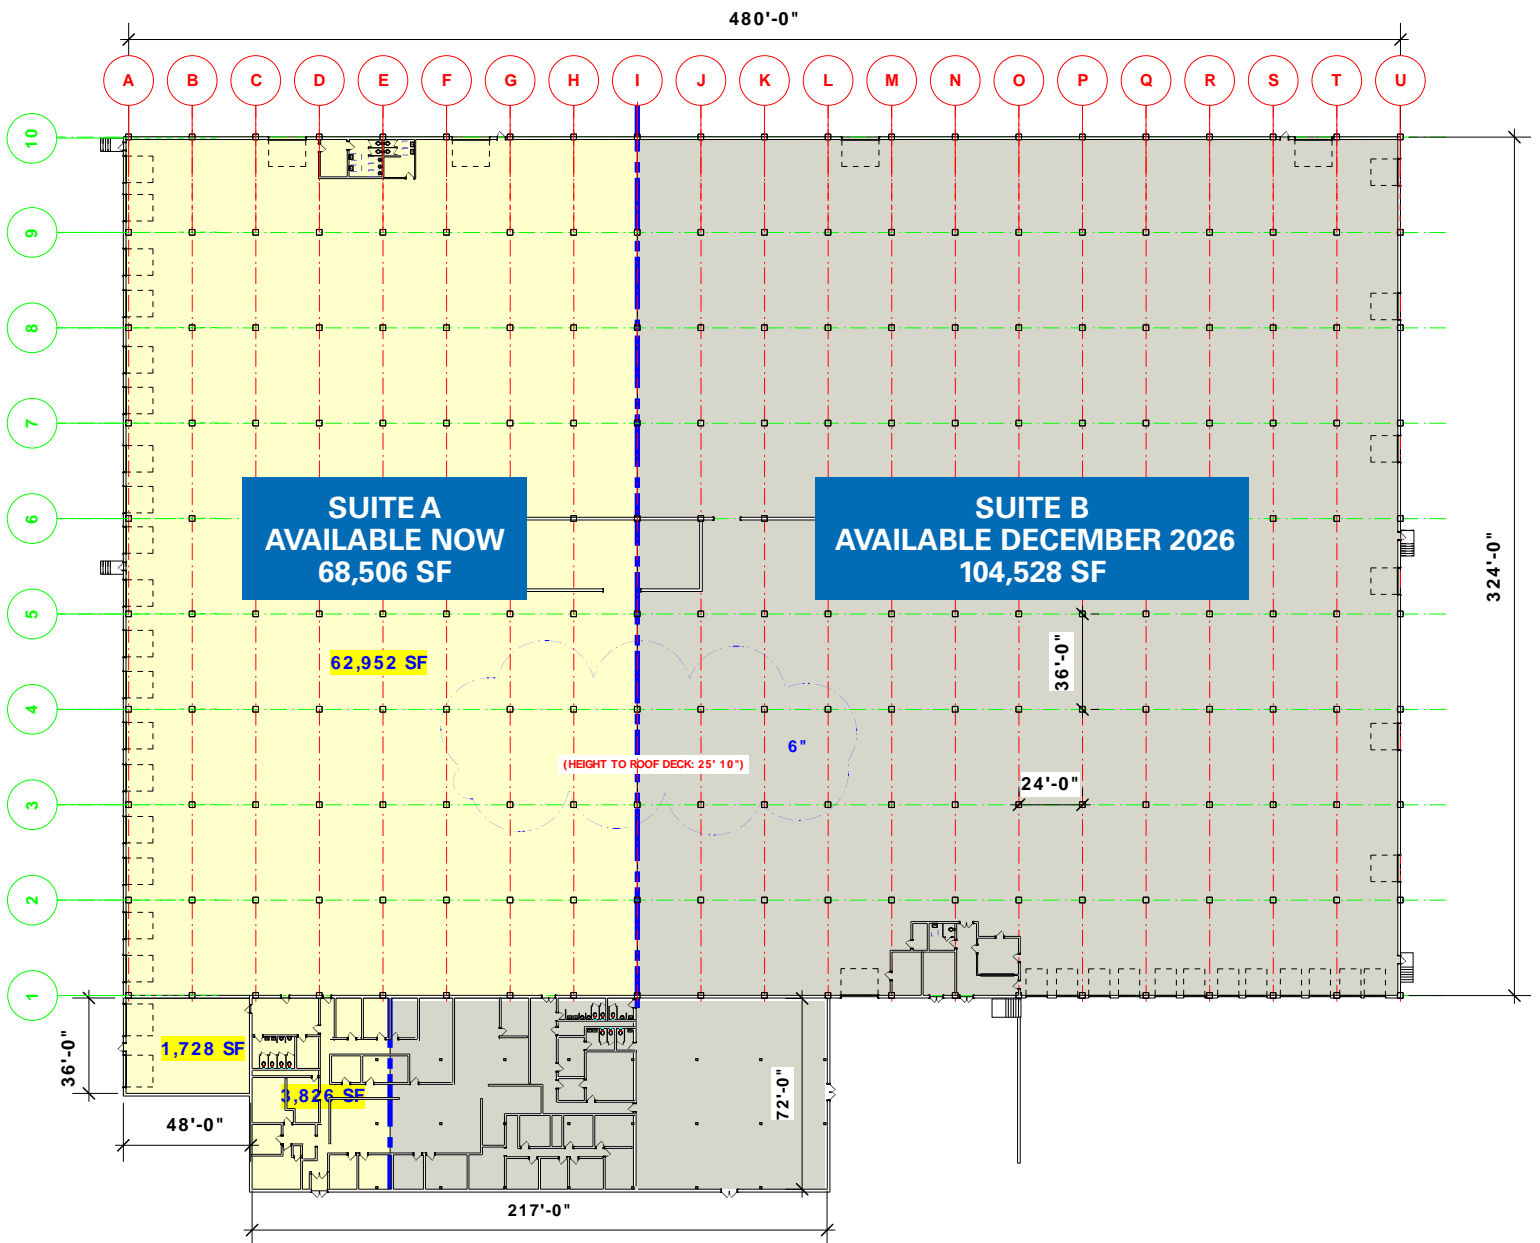 480'-0"
A B C D E F G H I J K L M N O P Q R S T U
10
9
8
7
6
5
4
3
2
1
SUITE A
AVAILABLE NOW
68,506 SF
SUITE B
AVAILABLE DECEMBER 2026
104,528 SF
324'-0"
62,952 SF
36'-0"
6"
(HEIGHT TO ROOF DECK: 25' 10")
24'-0"
1,728 SF
36'-0"
3,826 SF
72'-0"
48'-0"
217'-0"